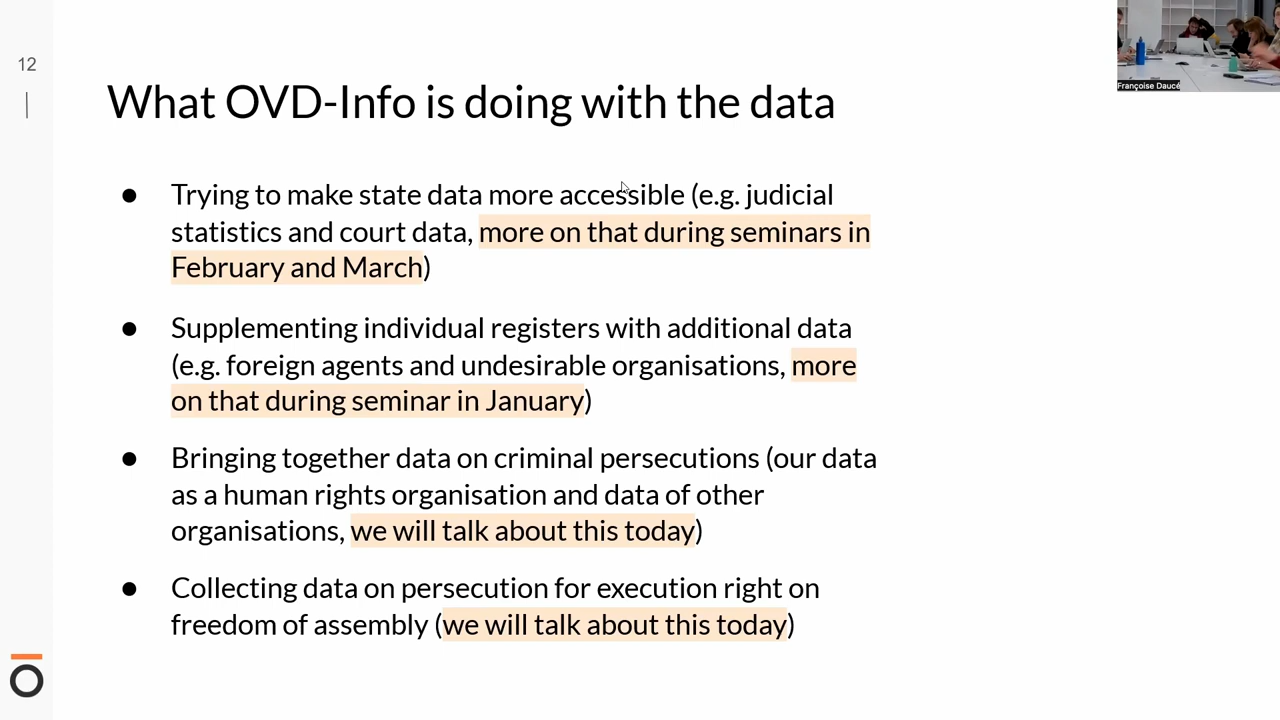 12
What OVD-Info is doing with the data
● Trying to make state data more accessible (e.g. judicial
statistics and court data, more on that during seminars in
February and March)
● Supplementing individual registers with additional data
(e.g. foreign agents and undesirable organisations, more
on that during seminar in January)
● Bringing together data on criminal persecutions (our data
as a human rights organisation and data of other
organisations, we will talk about this today)
● Collecting data on persecution for execution right on
freedom of assembly (we will talk about this today)
Françoise Daucé